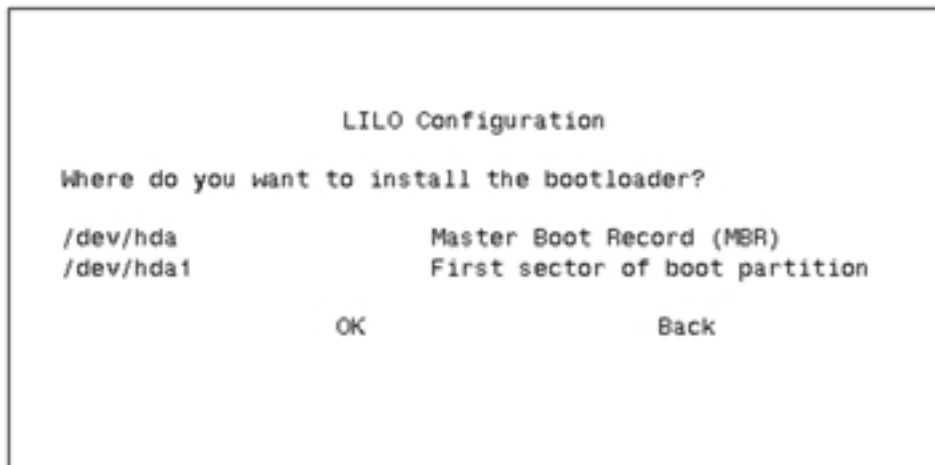 LILO Configuration
Where do you want to install the bootloader?
/dev/hda Master Boot Record (MBR)
/dev/hda1 First sector of boot partition
OK Back